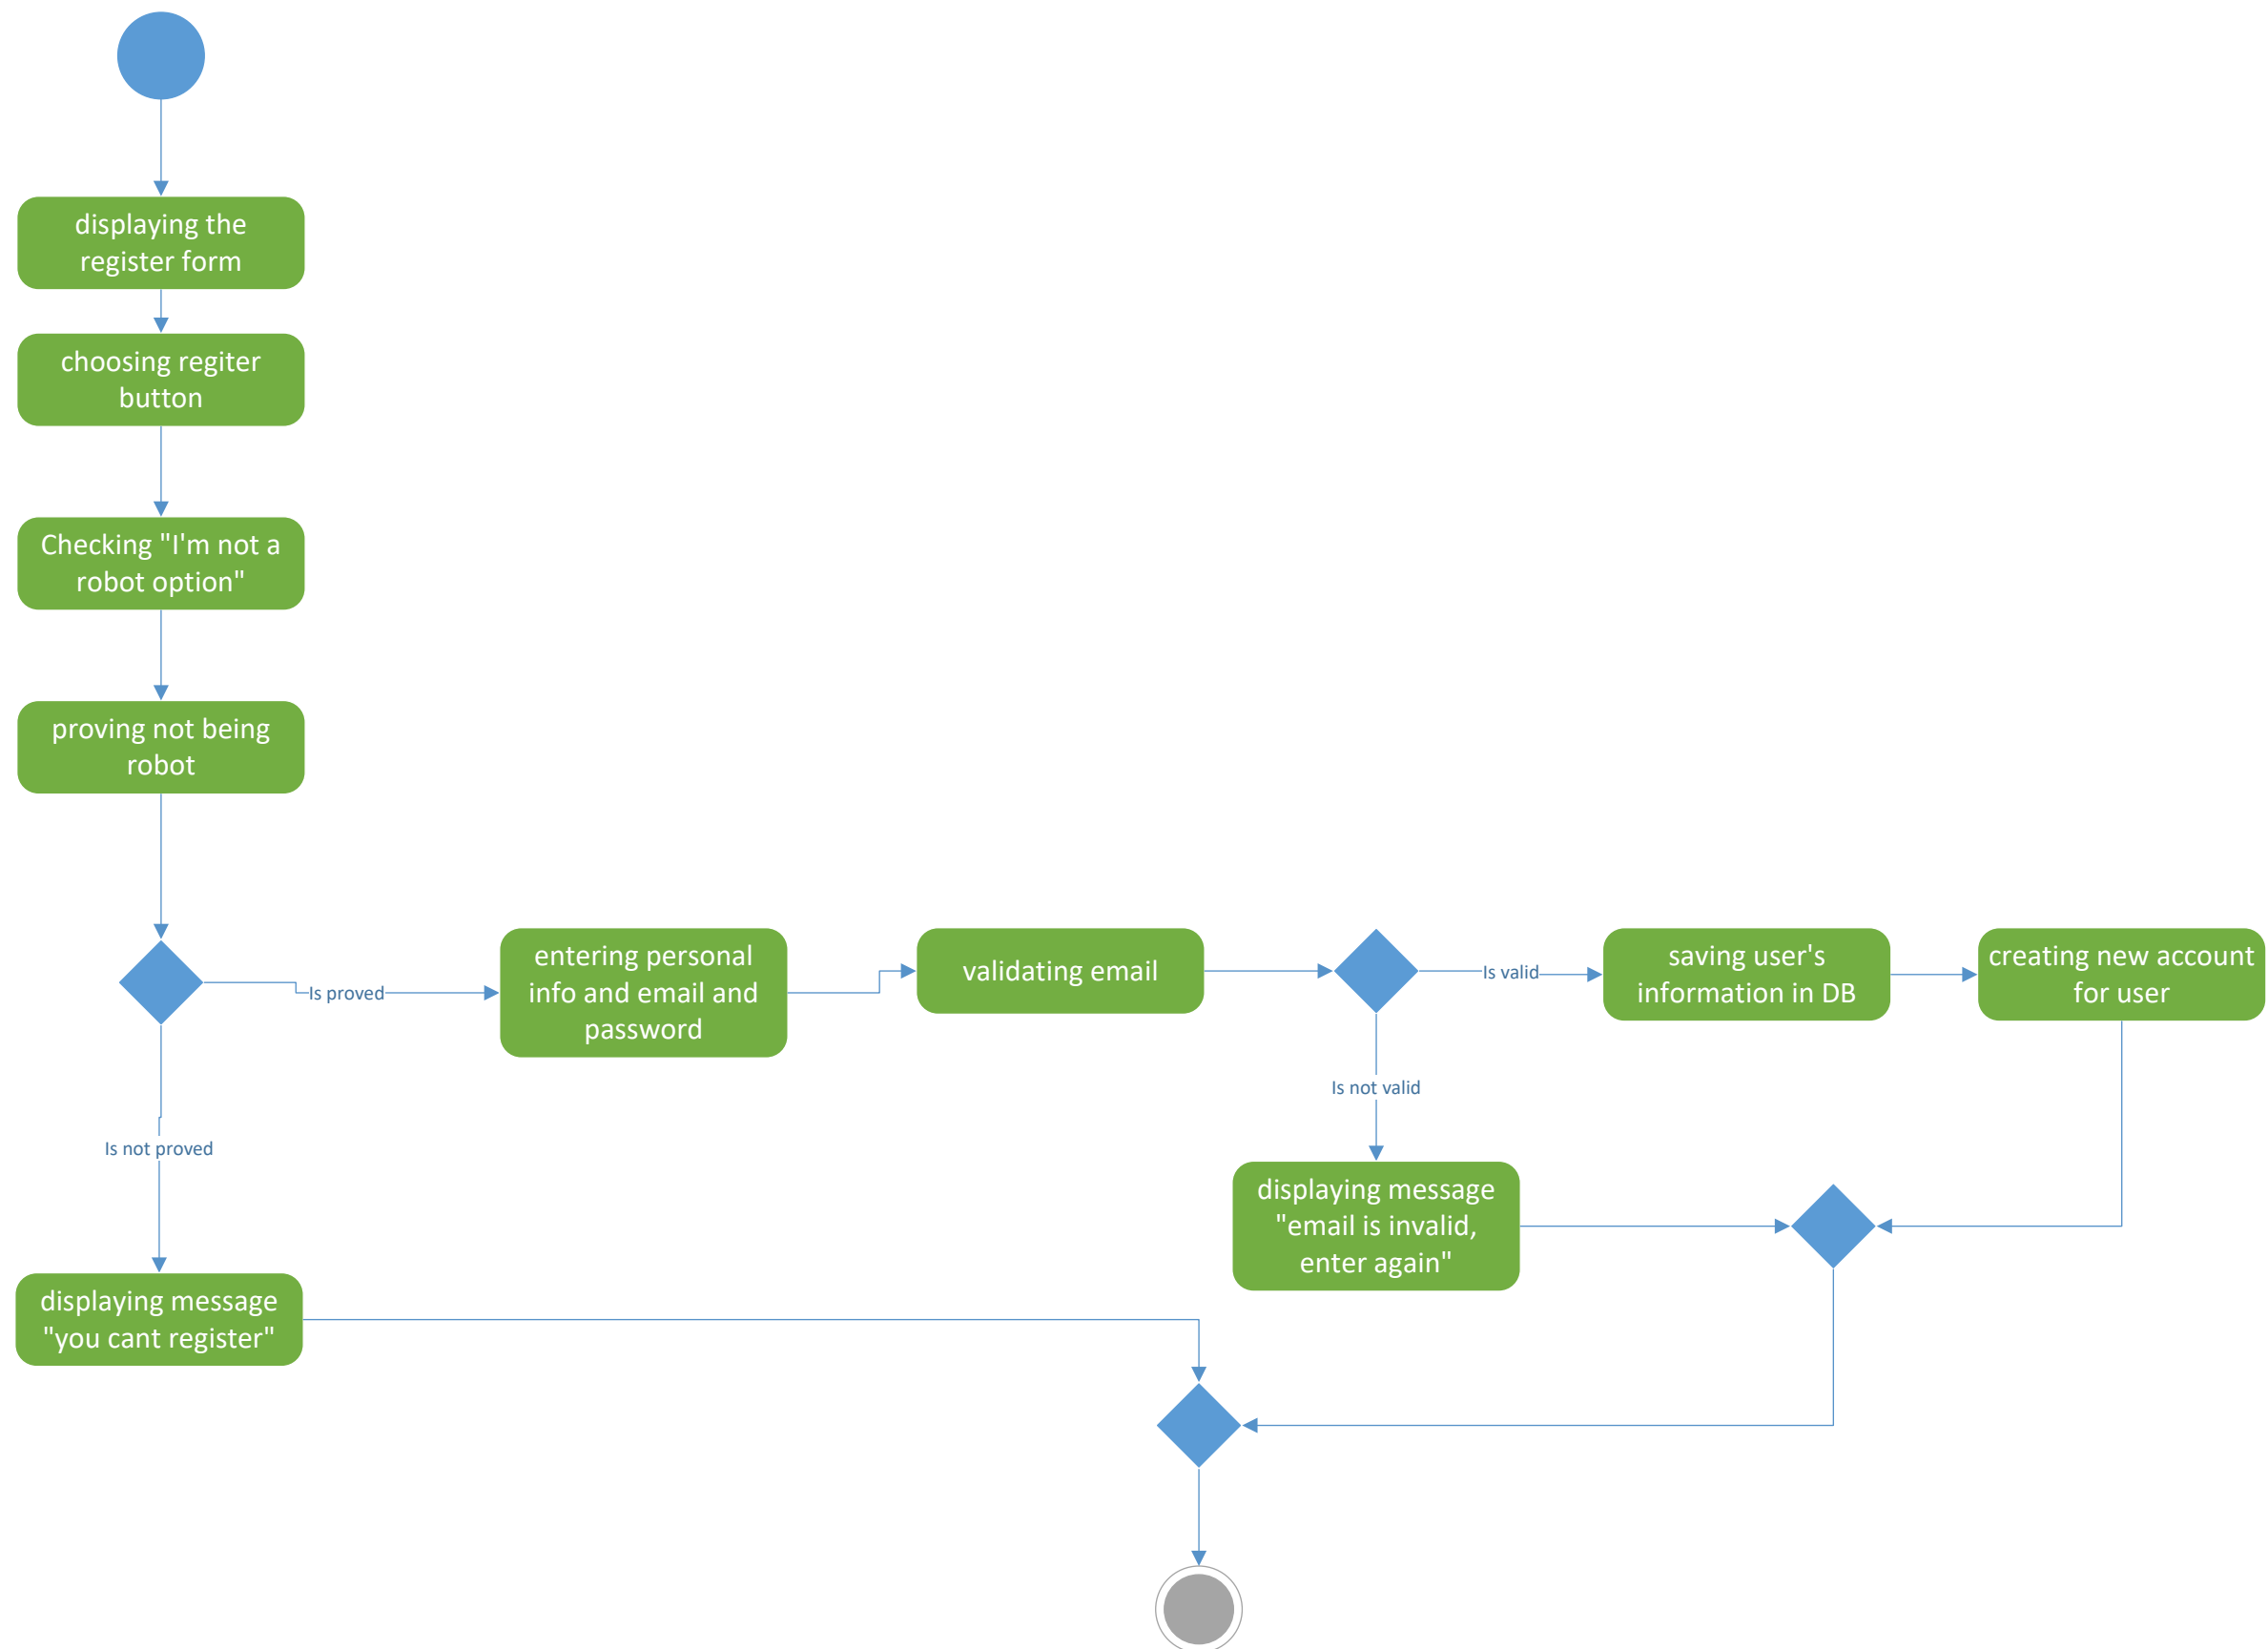 displaying the
register form
choosing regiter
button
Checking "I'm not a
robot option"
proving not being
robot
Is proved
entering personal
info and email and
password
validating email
Is valid
saving user's
information in DB
creating new account
for user
Is not valid
displaying message
"email is invalid,
enter again"
Is not proved
displaying message
"you cant register"